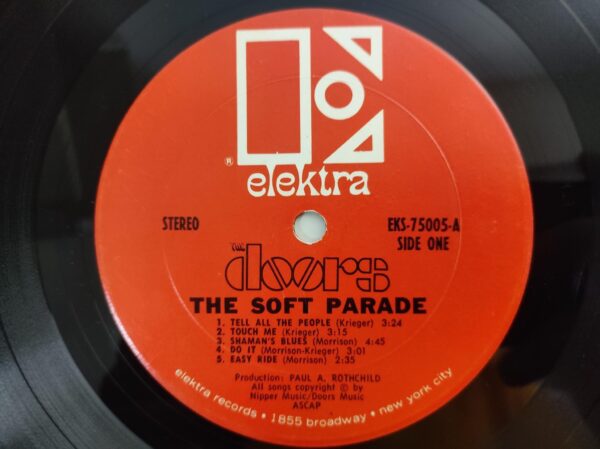 ®
elektra
STEREO
EKS-75005-A
SIDE ONE
THE
doors
THE SOFT PARADE
1. TELL ALL THE PEOPLE (Krieger) 3:24
2. TOUCH ME (Krieger) 3:15
3. SHAMAN'S BLUES (Morrison) 4:45
4. DO IT (Morrison-Krieger) 3:01
5. EASY RIDE (Morrison) 2:35
Production: PAUL A. ROTHCHILD
All songs copyright © by
Nipper Music/Doors Music
ASCAP
elektra records • 1855 broadway • new york city